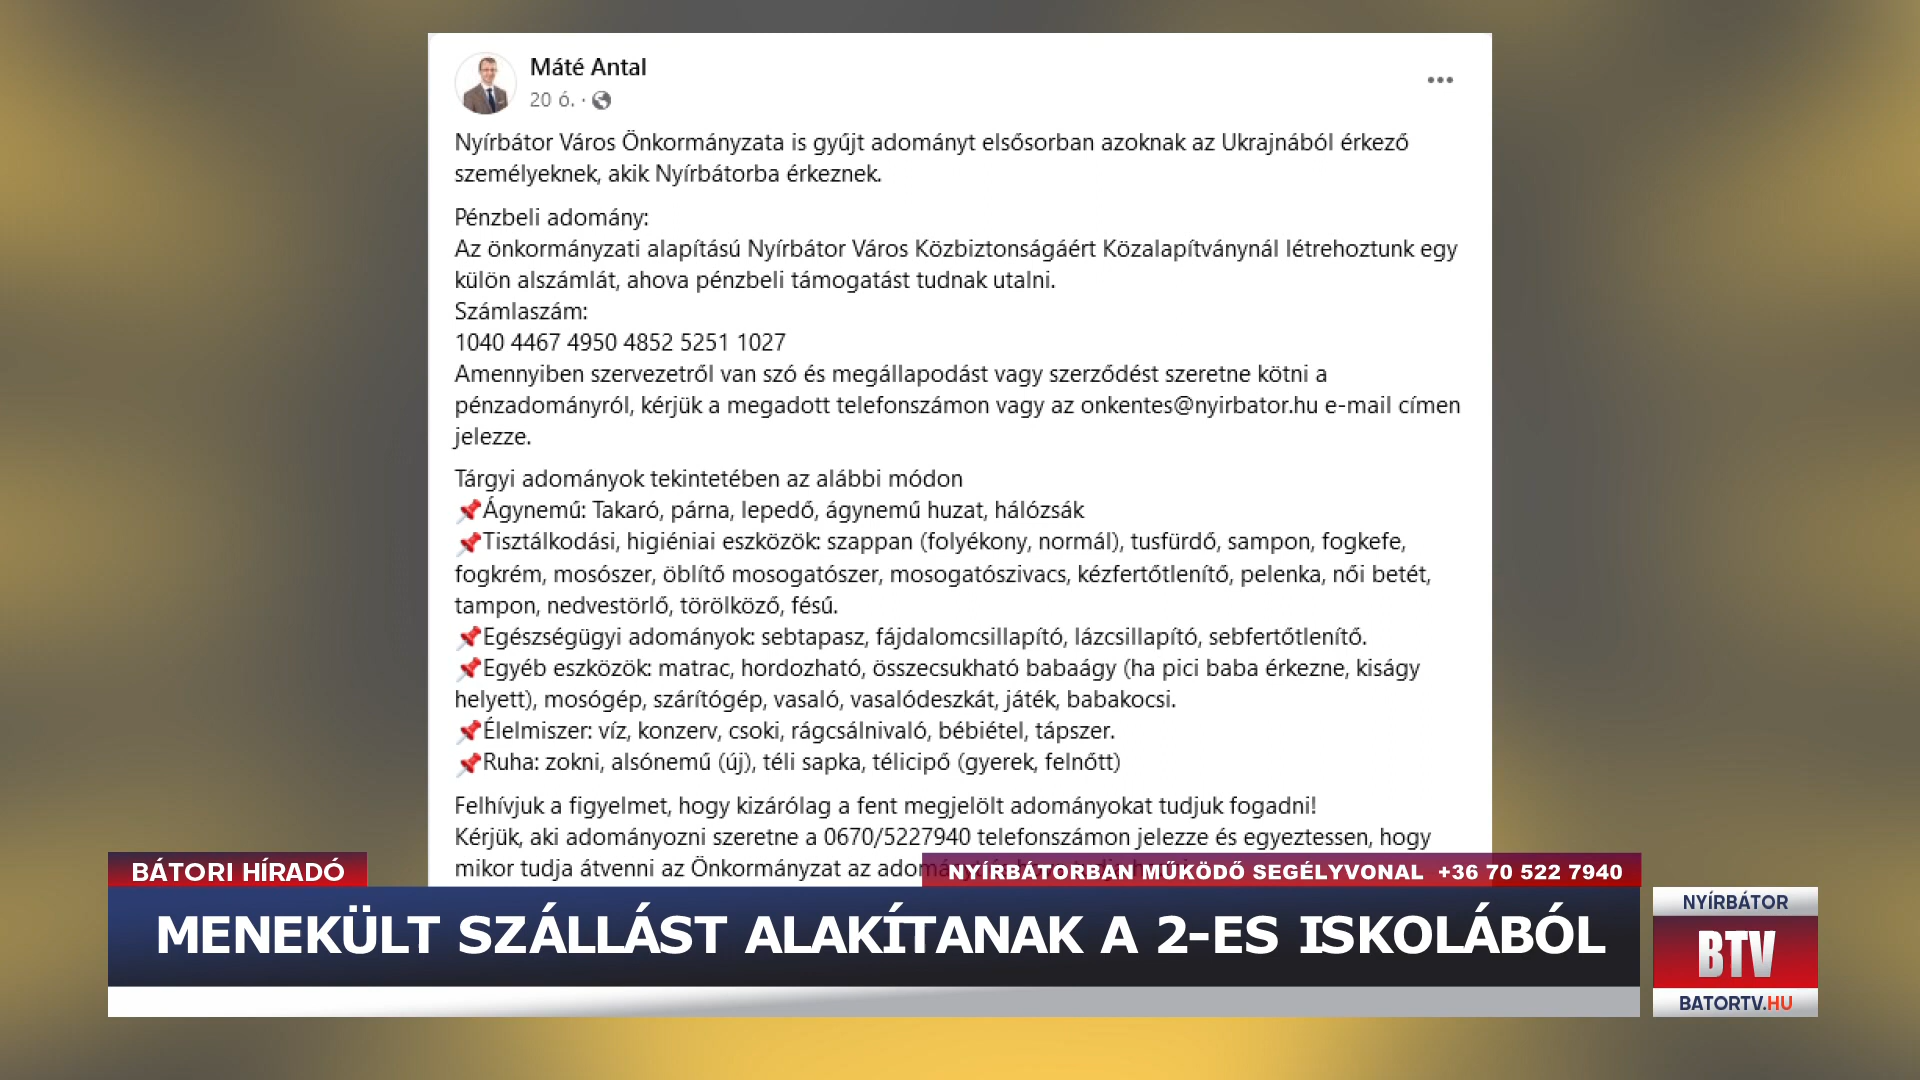 Máté Antal
20 ó. ·
Nyírbátor Város Önkormányzata is gyűjt adományt elsősorban azoknak az Ukrajnából érkező
személyeknek, akik Nyírbátorba érkeznek.
Pénzbeli adomány:
Az önkormányzati alapítású Nyírbátor Város Közbiztonságáért Közalapítványnál létrehoztunk egy
külön alszámlát, ahova pénzbeli támogatást tudnak utalni.
Számlaszám:
1040 4467 4950 4852 5251 1027
Amennyiben szervezetről van szó és megállapodást vagy szerződést szeretne kötni a
pénzadományról, kérjük a megadott telefonszámon vagy az onkentes@nyirbator.hu e-mail címen
jelezze.
Tárgyi adományok tekintetében az alábbi módon
📌Ágynemű: Takaró, párna, lepedő, ágynemű huzat, hálózsák
📌Tisztálkodási, higiéniai eszközök: szappan (folyékony, normál), tusfürdő, sampon, fogkefe,
fogkrém, mosószer, öblítő mosogatószer, mosogatószivacs, kézfertőtlenítő, pelenka, női betét,
tampon, nedvestörlő, törölköző, fésű.
📌Egészségügyi adományok: sebtapasz, fájdalomcsillapító, lázcsillapító, sebfertőtlenítő.
📌Egyéb eszközök: matrac, hordozható, összecsukható babaágy (ha pici baba érkezne, kiságy
helyett), mosógép, szárítógép, vasaló, vasalódeszkát, játék, babakocsi.
📌Élelmiszer: víz, konzerv, csoki, rágcsálnivaló, bébiétel, tápszer.
📌Ruha: zokni, alsónemű (új), téli sapka, télicipő (gyerek, felnőtt)
Felhívjuk a figyelmet, hogy kizárólag a fent megjelölt adományokat tudjuk fogadni!
Kérjük, aki adományozni szeretne a 0670/5227940 telefonszámon jelezze és egyeztessen, hogy
mikor tudja átvenni az Önkormányzat az
BÁTORI HÍRADÓ
NYÍRBÁTORBAN MŰKÖDŐ SEGÉLYVONAL +36 70 522 7940
MENEKÜLT SZÁLLÁST ALAKÍTANAK A 2-ES ISKOLÁBÓL
NYÍRBÁTOR
BTV
BATORTV.HU